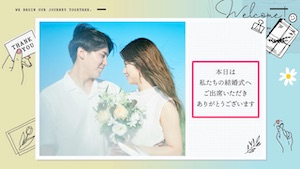 WE BEGIN OUR JOURNEY TOGETHER.
Welcome
THANK
YOU
本日は
私たちの結婚式へ
ご出席いただき
ありがとうございます